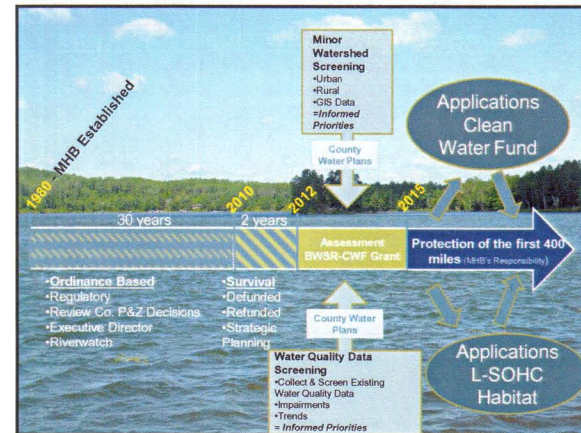 Minor
Watershed
Screening
•Urban
•Rural
•GIS Data
=Informed
Priorities
County
Water Plans
Applications
Clean
Water Fund
1980 –MHB Established
2010
2012
2015
30 years
2 years
Assessment
BWSR-CWF Grant
Protection of the first 400
miles (MHB's Responsibility)
Ordinance Based
•Regulatory
•Review Co. P&Z Decisions
•Executive Director
•Riverwatch
Survival
•Defunded
•Refunded
•Strategic
Planning
County Water
Plans
Water Quality Data
Screening
•Collect & Screen Existing
Water Quality Data
•Impairments
•Trends
= Informed Priorities
Applications
L-SOHC
Habitat